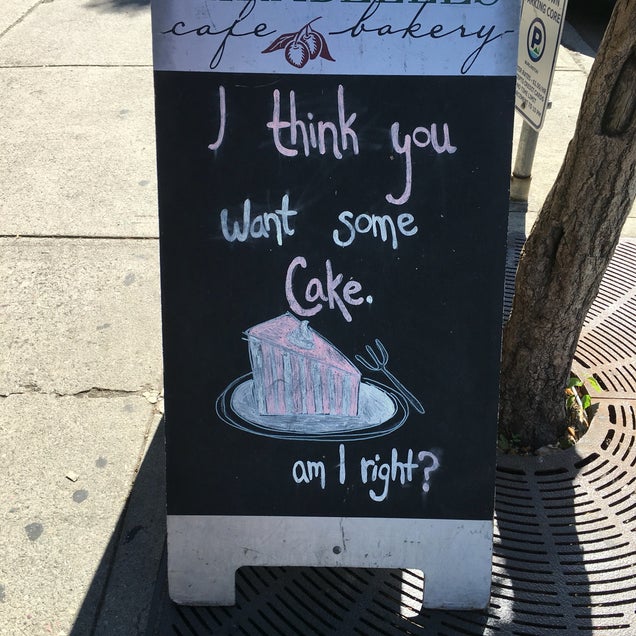 cafe bakery
I think you
want some
Cake.
am I right?
P